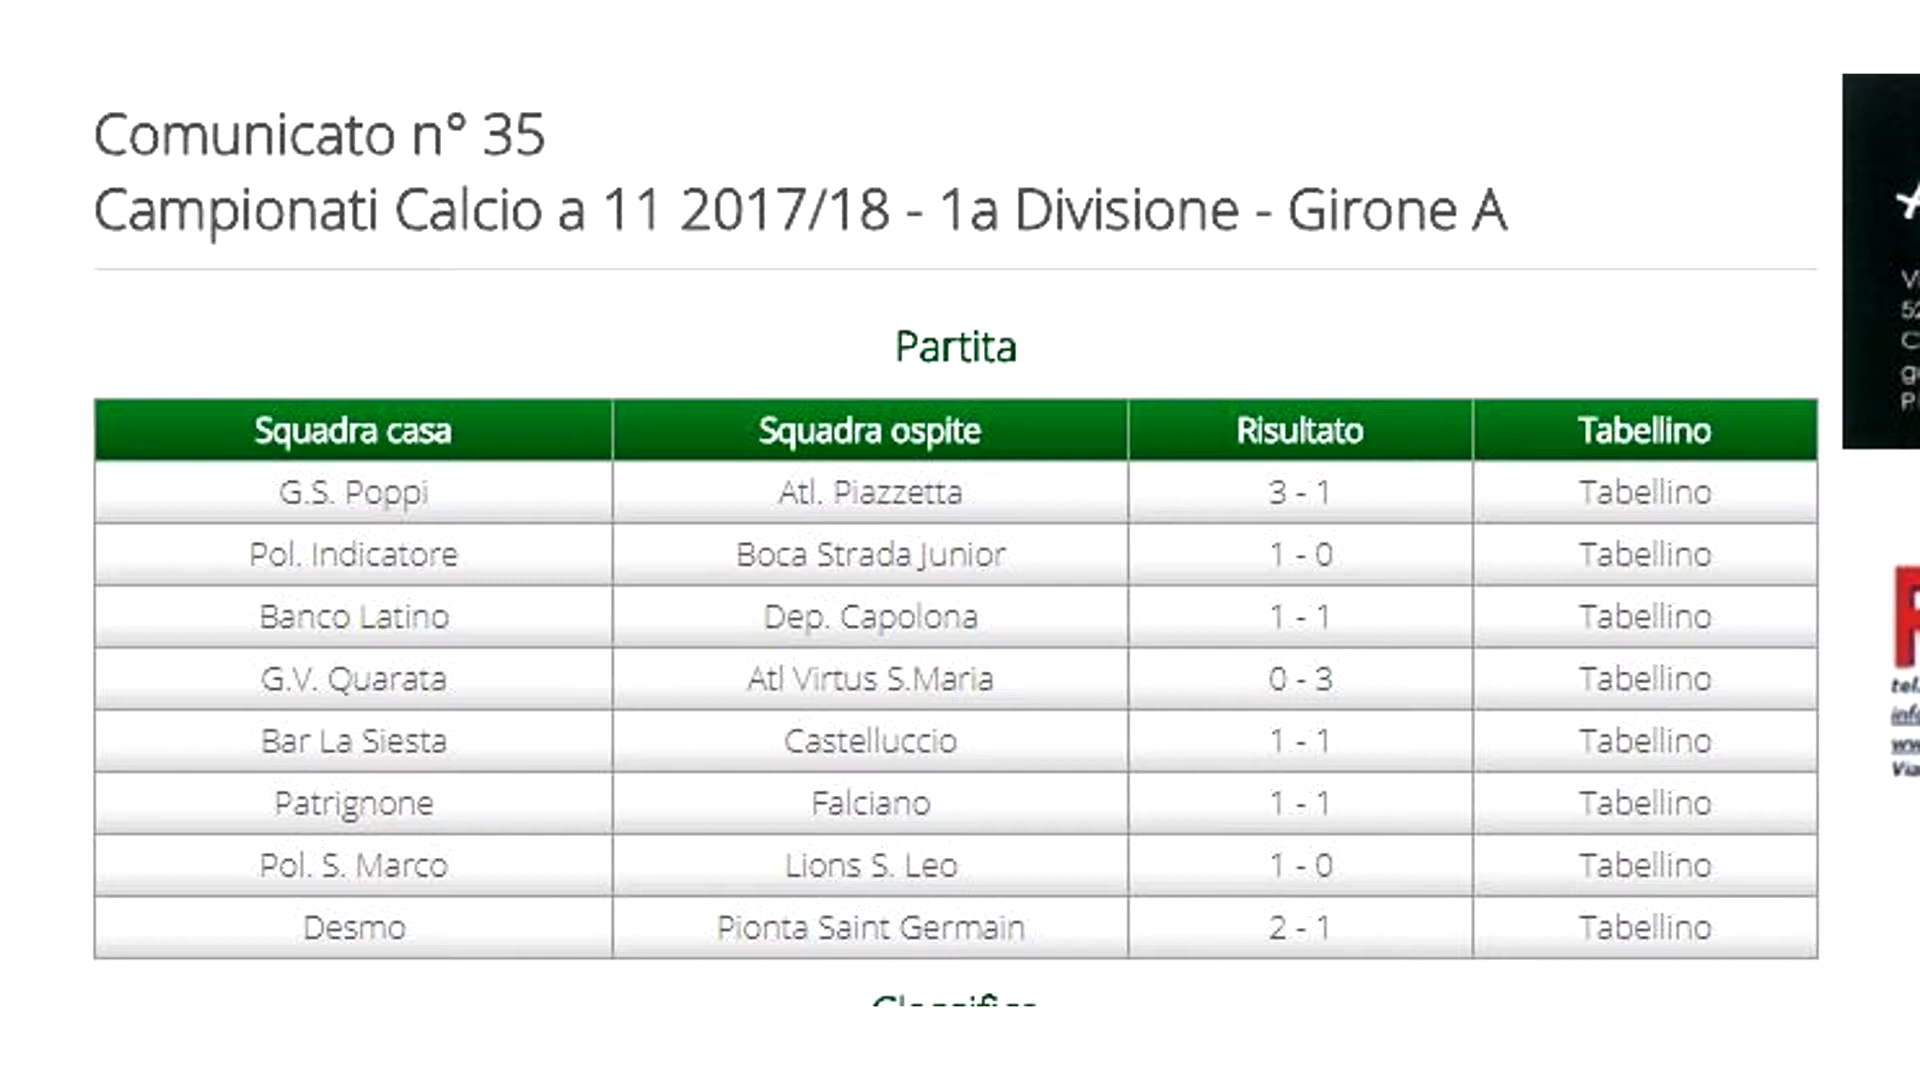 Comunicato n° 35
Campionati Calcio a 11 2017/18 - 1a Divisione - Girone A
Partita
Squadra casa Squadra ospite Risultato Tabellino
G.S. Poppi Atl. Piazzetta 3 - 1 Tabellino
Pol. Indicatore Boca Strada Junior 1 - 0 Tabellino
Banco Latino Dep. Capolona 1 - 1 Tabellino
G.V. Quarata Atl Virtus S.Maria 0 - 3 Tabellino
Bar La Siesta Castelluccio 1 - 1 Tabellino
Patrignone Falciano 1 - 1 Tabellino
Pol. S. Marco Lions S. Leo 1 - 0 Tabellino
Desmo Pionta Saint Germain 2 - 1 Tabellino